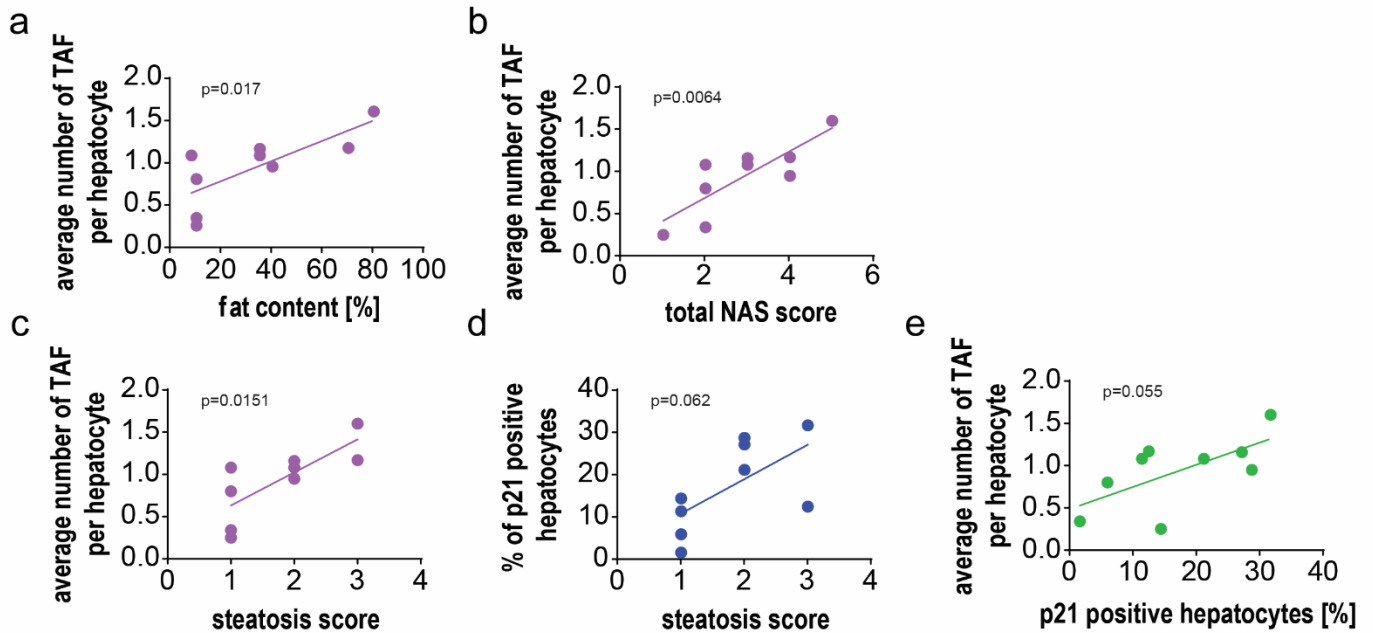 a
average number of TAF
per hepatocyte
2.0
1.5
1.0
0.5
0.0
p=0.017
0 20 40 60 80 100
fat content [%]
b
average number of TAF
per hepatocyte
2.0
1.5
1.0
0.5
0.0
p=0.0064
0 2 4 6
total NAS score
c
average number of TAF
per hepatocyte
2.0
1.5
1.0
0.5
0.0
p=0.0151
0 1 2 3 4
steatosis score
d
% of p21 positive
hepatocytes
40
30
20
10
0
p=0.062
0 1 2 3 4
steatosis score
e
average number of TAF
per hepatocyte
2.0
1.5
1.0
0.5
0.0
p=0.055
0 10 20 30 40
p21 positive hepatocytes [%]